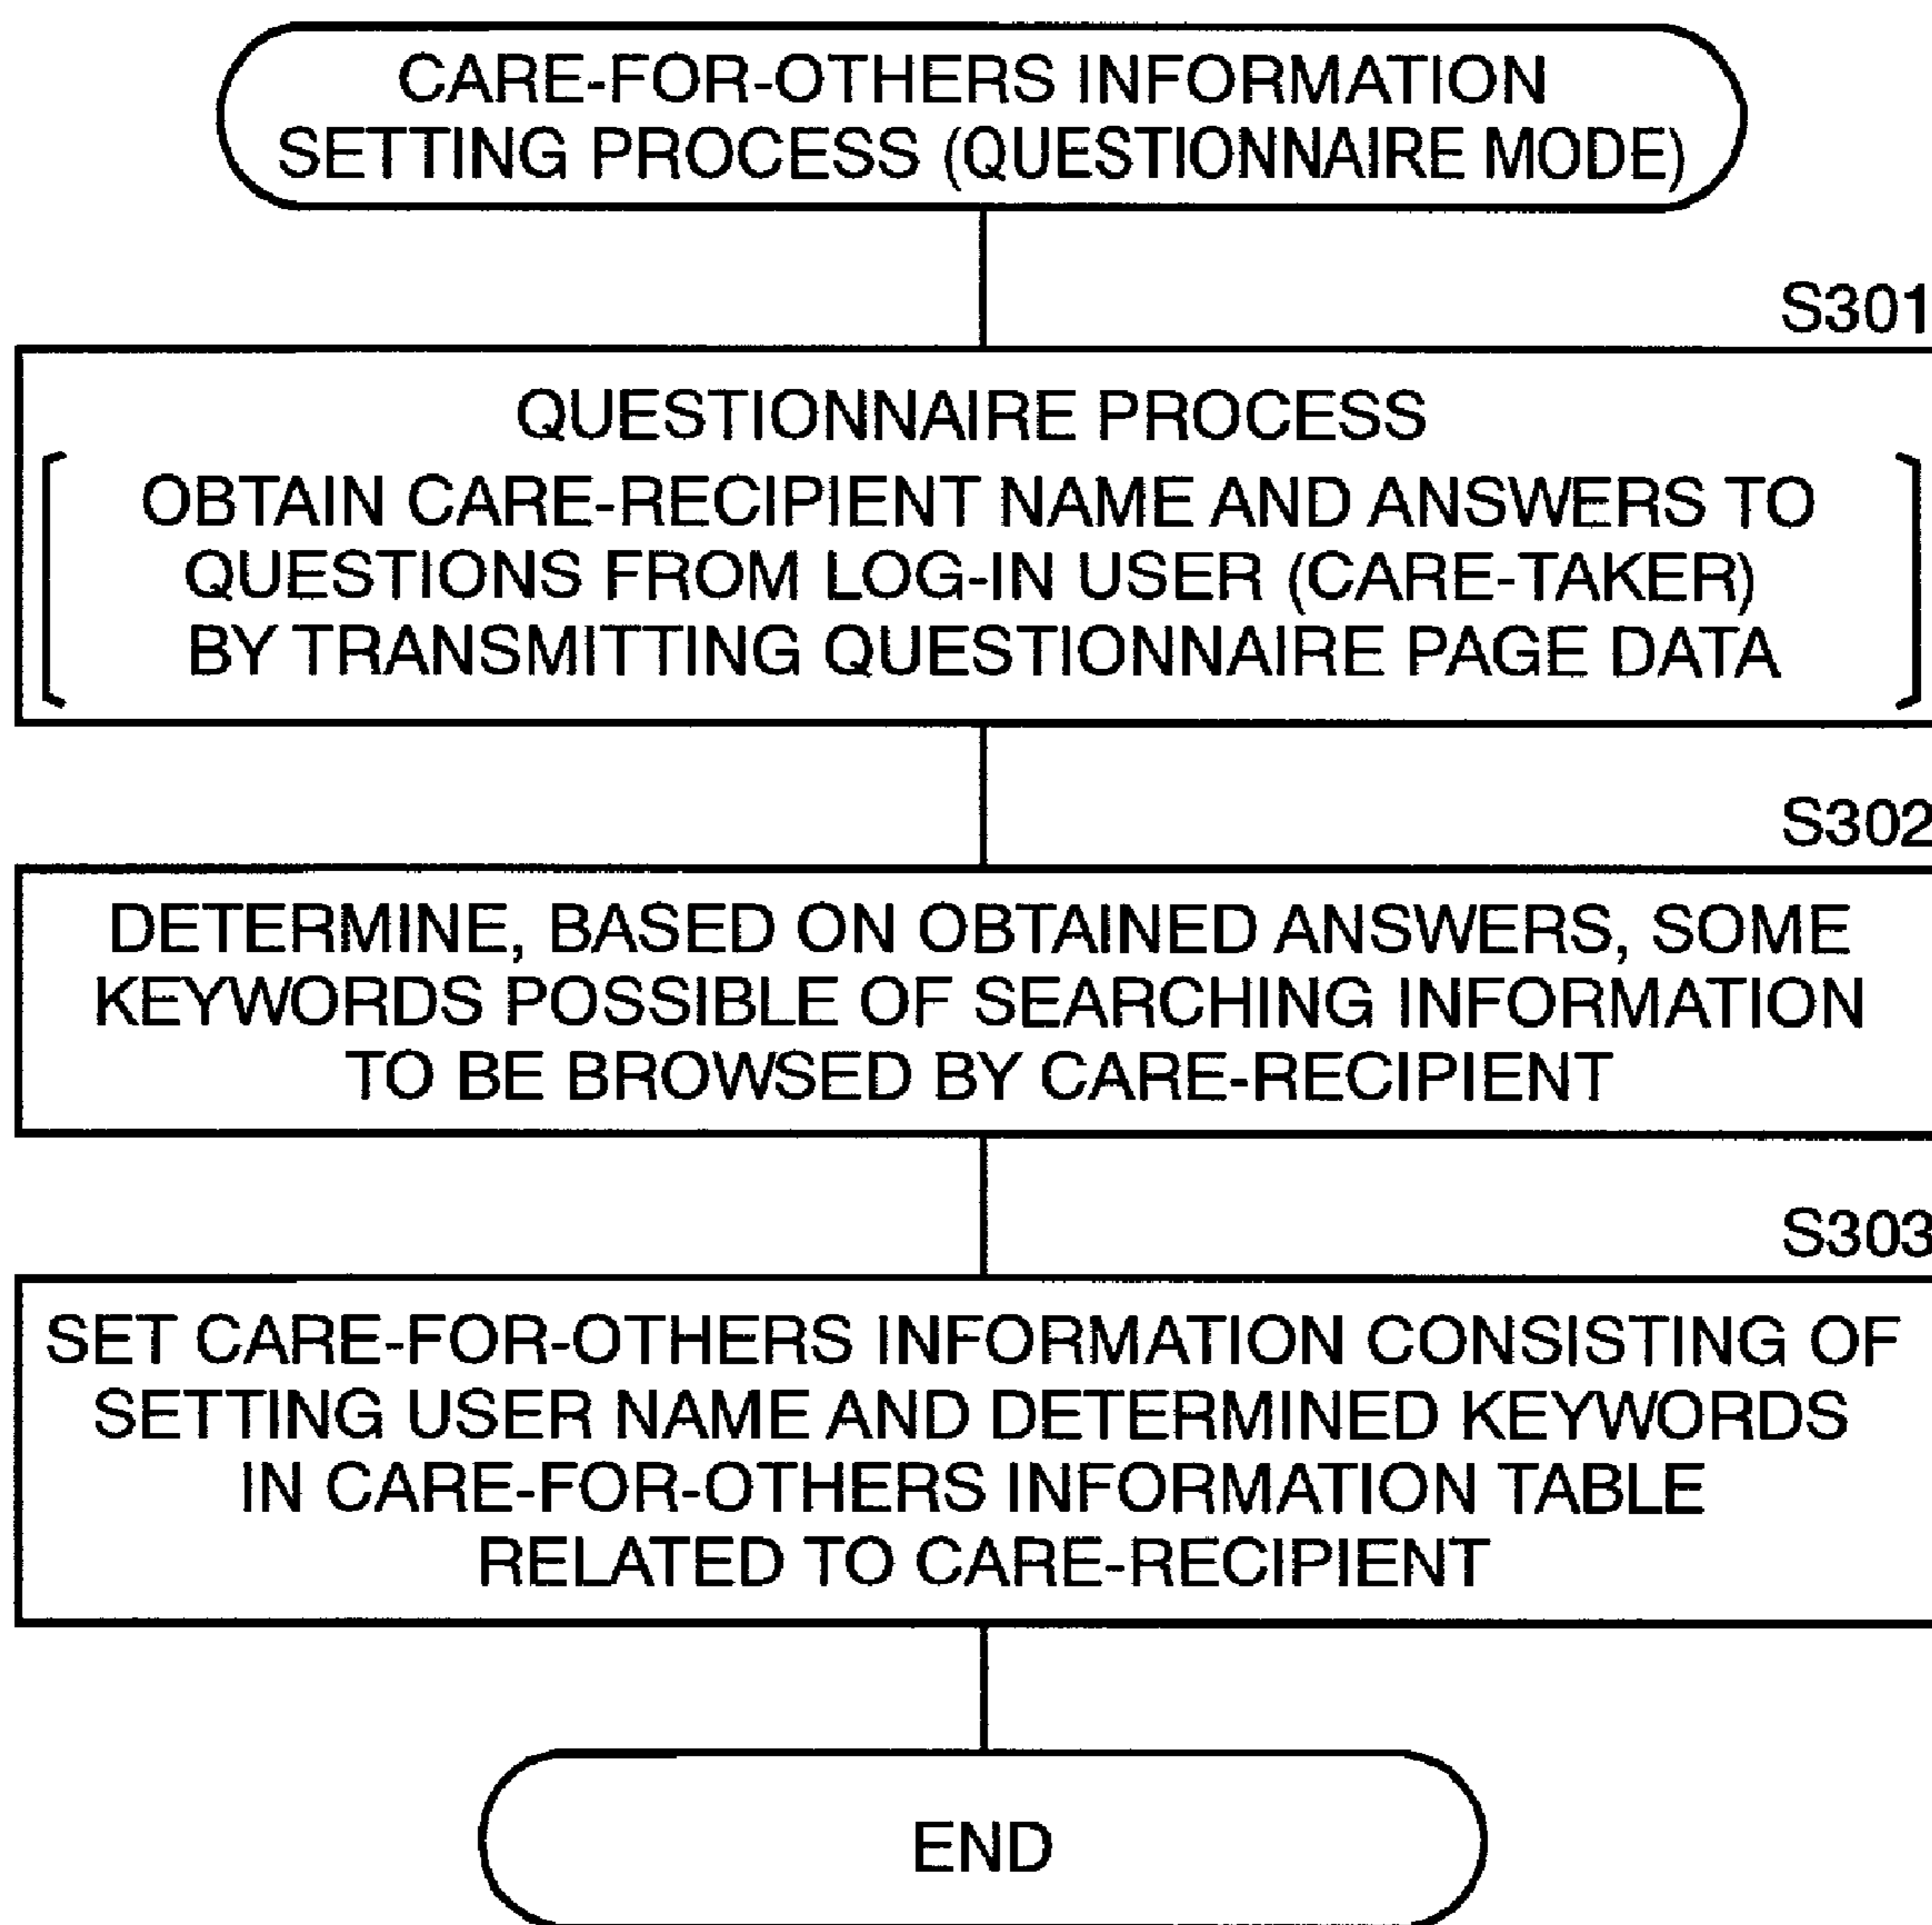 CARE-FOR-OTHERS INFORMATION
SETTING PROCESS (QUESTIONNAIRE MODE)
S301
QUESTIONNAIRE PROCESS
OBTAIN CARE-RECIPIENT NAME AND ANSWERS TO
QUESTIONS FROM LOG-IN USER (CARE-TAKER)
BY TRANSMITTING QUESTIONNAIRE PAGE DATA
S302
DETERMINE, BASED ON OBTAINED ANSWERS, SOME
KEYWORDS POSSIBLE OF SEARCHING INFORMATION
TO BE BROWSED BY CARE-RECIPIENT
S303
SET CARE-FOR-OTHERS INFORMATION CONSISTING OF
SETTING USER NAME AND DETERMINED KEYWORDS
IN CARE-FOR-OTHERS INFORMATION TABLE
RELATED TO CARE-RECIPIENT
END